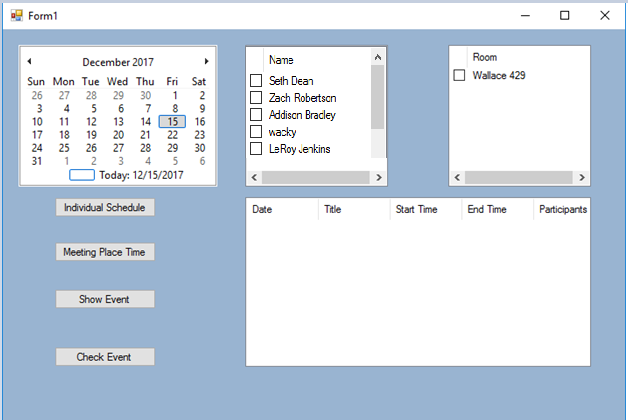 Form1
December 2017
Sun Mon Tue Wed Thu Fri Sat
26 27 28 29 30 1 2
3 4 5 6 7 8 9
10 11 12 13 14 15 16
17 18 19 20 21 22 23
24 25 26 27 28 29 30
31 1 2 3 4 5 6
Today: 12/15/2017
Name
Seth Dean
Zach Robertson
Addison Bradley
wacky
LeRoy Jenkins
Room
Wallace 429
Individual Schedule
Meeting Place Time
Show Event
Check Event
Date Title Start Time End Time Participants